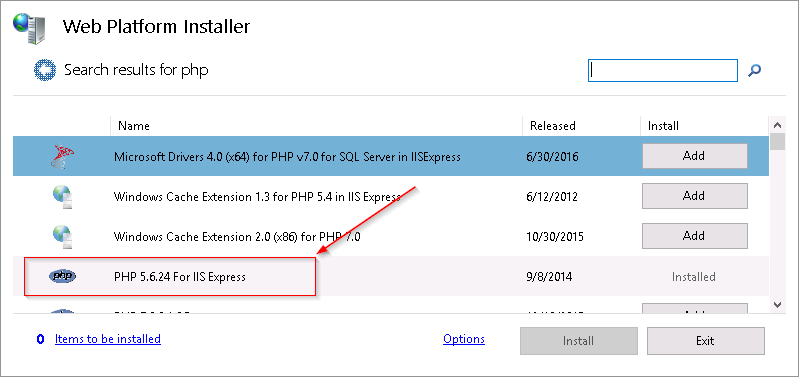 Web Platform Installer
Search results for php
Name Released Install
Microsoft Drivers 4.0 (x64) for PHP v7.0 for SQL Server in IISExpress 6/30/2016 Add
Windows Cache Extension 1.3 for PHP 5.4 in IIS Express 6/12/2012 Add
Windows Cache Extension 2.0 (x86) for PHP 7.0 10/30/2015 Add
php PHP 5.6.24 For IIS Express 9/8/2014 Installed
0 Items to be installed Options Install Exit